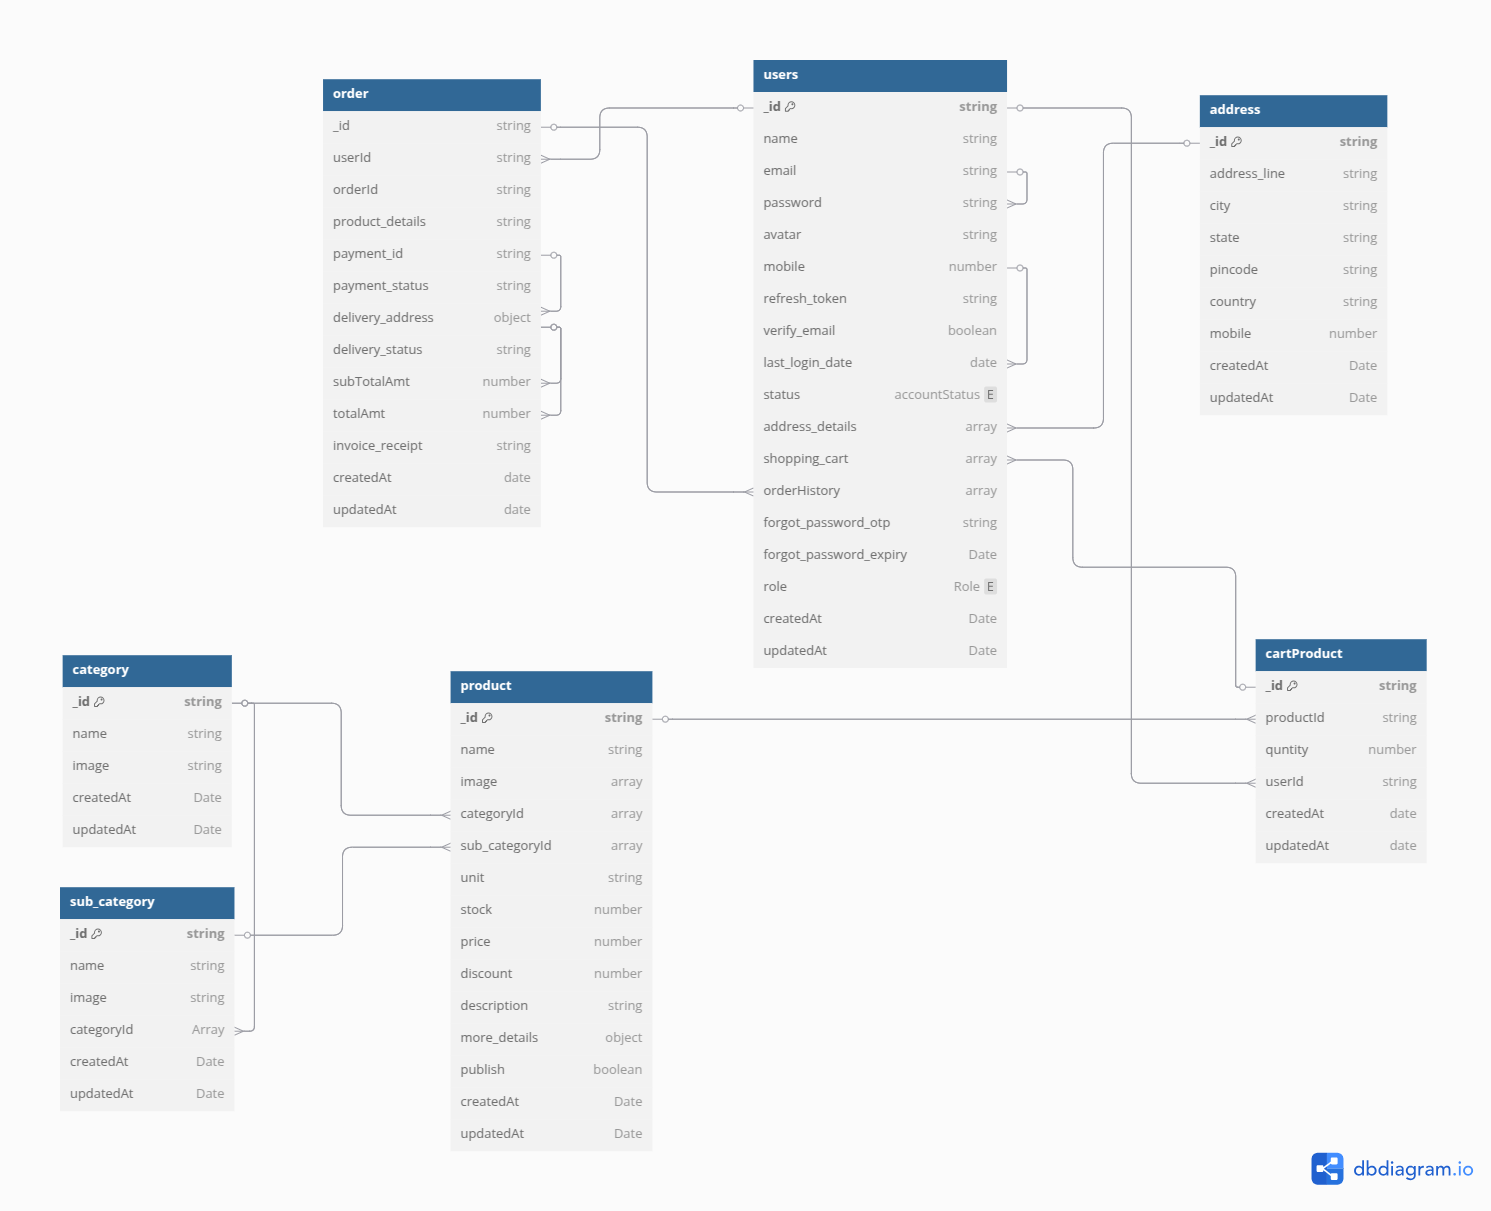 order
_id string
userId string
orderId string
product_details string
payment_id string
payment_status string
delivery_address object
delivery_status string
subTotalAmt number
totalAmt number
invoice_receipt string
createdAt date
updatedAt date
users
_id string
name string
email string
password string
avatar string
mobile number
refresh_token string
verify_email boolean
last_login_date date
status accountStatus E
address_details array
shopping_cart array
orderHistory array
forgot_password_otp string
forgot_password_expiry Date
role Role E
createdAt Date
updatedAt Date
address
_id string
address_line string
city string
state string
pincode string
country string
mobile number
createdAt Date
updatedAt Date
category
_id string
name string
image string
createdAt Date
updatedAt Date
sub_category
_id string
name string
image string
categoryId Array
createdAt Date
updatedAt Date
product
_id string
name string
image array
categoryId array
sub_categoryId array
unit string
stock number
price number
discount number
description string
more_details object
publish boolean
createdAt Date
updatedAt Date
cartProduct
_id string
productId string
quntity number
userId string
createdAt date
updatedAt date
dbdiagram.io